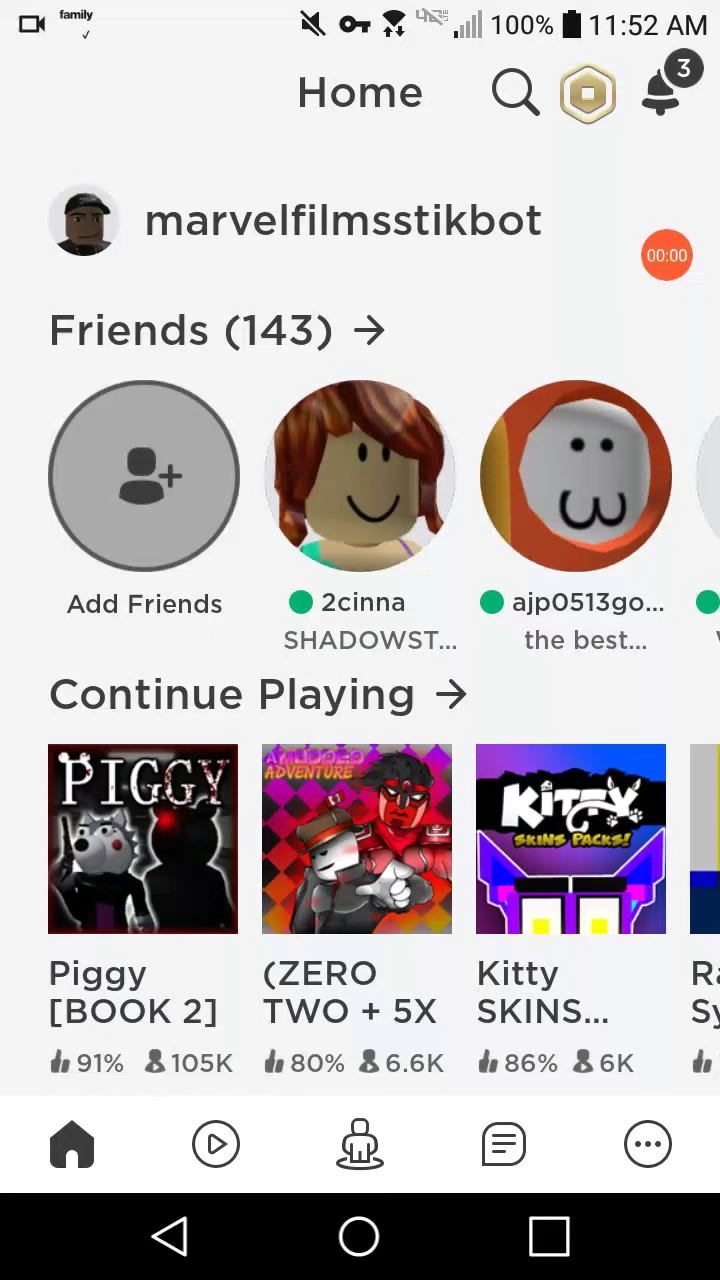 family
100%
11:52 AM
Home
3
marvelfilmsstikbot
00:00
Friends (143)
Add Friends
2cinna
ajp0513go...
SHADOWST...
the best...
Continue Playing
PIGGY
A MODDED
ADVENTURE
KITTY
SKINS PACKS!
Piggy
[BOOK 2]
(ZERO
TWO + 5X
Kitty
SKINS...
91%
105K
80%
6.6K
86%
6K